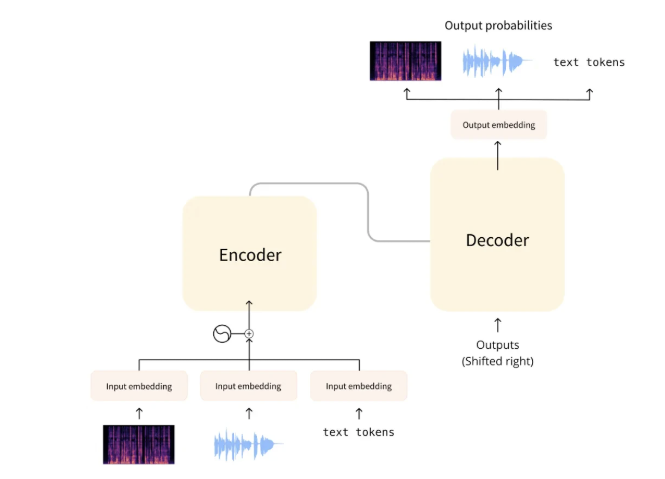 Output probabilities
text tokens
Output embedding
Encoder
Decoder
Outputs
(Shifted right)
Input embedding
Input embedding
Input embedding
text tokens